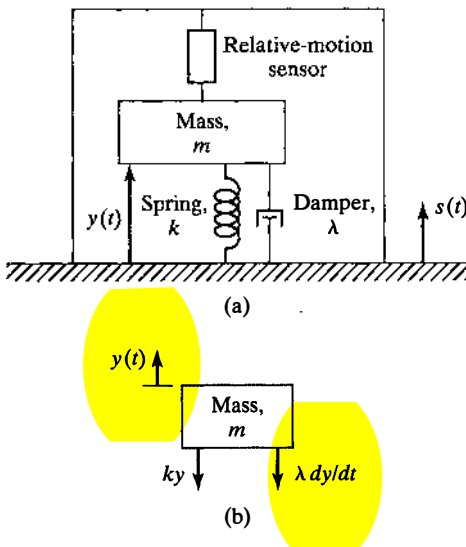 Relative-motion
sensor
Mass,
m
y(t)
Spring,
k
Damper,
λ
s(t)
(a)
y(t)
Mass,
m
ky
λ dy/dt
(b)